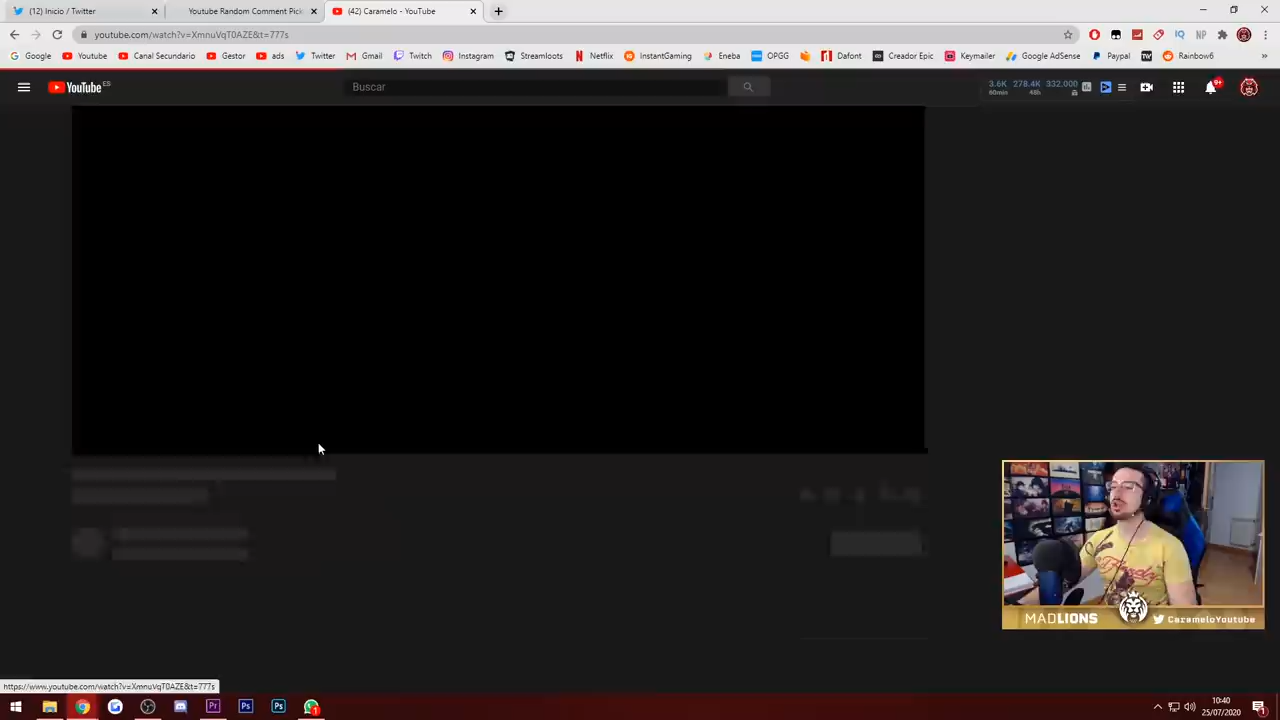 (12) Inicio / Twitter
Youtube Random Comment Picke
(42) Caramelo - YouTube
youtube.com/watch?v=XmnuVqT0AZE&t=777s
Google
Youtube
Canal Secundario
Gestor
ads
Twitter
Gmail
Twitch
Instagram
Streamloots
Netflix
InstantGaming
Eneba
OPGG
Dafont
Creador Epic
Keymailer
Google AdSense
Paypal
Rainbow6
YouTube ES
Buscar
3.6K 278.4K 332,000
60min 48h
9+
MADLIONS
CarameloYoutube
https://www.youtube.com/watch?v=XmnuVqT0AZE&t=777s
10:40
25/07/2020